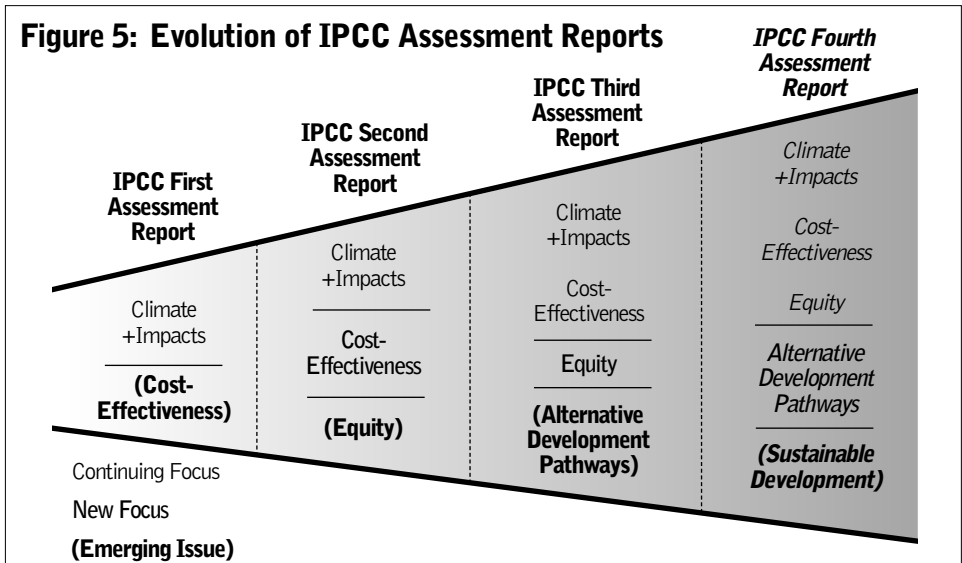 Figure 5: Evolution of IPCC Assessment Reports
IPCC First
Assessment
Report
Climate
+Impacts
(Cost-
Effectiveness)
IPCC Second
Assessment
Report
Climate
+Impacts
Cost-
Effectiveness
(Equity)
IPCC Third
Assessment
Report
Climate
+Impacts
Cost-
Effectiveness
Equity
(Alternative
Development
Pathways)
IPCC Fourth
Assessment
Report
Climate
+Impacts
Cost-
Effectiveness
Equity
Alternative
Development
Pathways
(Sustainable
Development)
Continuing Focus
New Focus
(Emerging Issue)